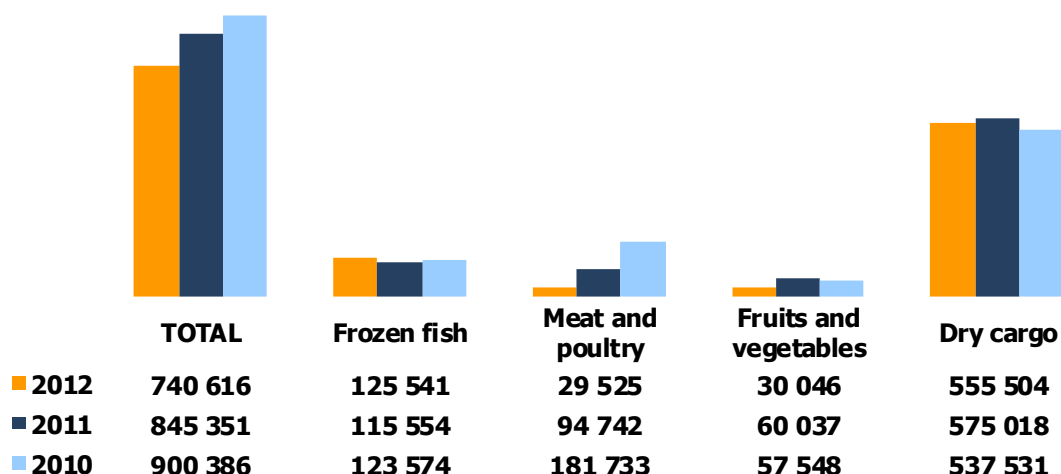 TOTAL Frozen fish Meat and poultry Fruits and vegetables Dry cargo
2012 740 616 125 541 29 525 30 046 555 504
2011 845 351 115 554 94 742 60 037 575 018
2010 900 386 123 574 181 733 57 548 537 531